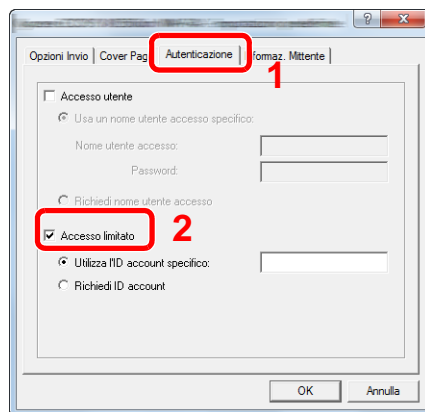 Opzioni Invio Cover Pag Autenticazione formaz. Mittente
1
Accesso utente
Usa un nome utente accesso specifico:
Nome utente accesso:
Password:
Richiedi nome utente accesso
Accesso limitato 2
Utilizza l'ID account specifico:
Richiedi ID account
OK Annulla